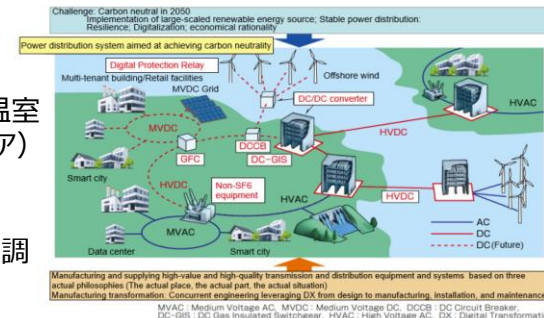 Challenge: Carbon neutral in 2050
Implementation of large-scaled renewable energy source; Stable power distribution:
Resilience; Digitalization; economical rationality
Power distribution system aimed at achieving carbon neutrality
Digital Protection Relay
Multi-tenant building/Retail facilities
Offshore wind
MVDC Grid
DC/DC converter
HVAC
温室
ア)
MVDC
HVDC
DCCB
GFC
DC-GIS
Smart city
HVDC
Non-SF6
equipment
HVAC
HVDC
調
MVAC
AC
DC
DC(Future)
Data center
Smart city
Manufacturing and supplying high-value and high-quality transmission and distribution equipment and systems based on three
actual philosophies (The actual place, the actual part, the actual situation)
Manufacturing transformation: Concurrent engineering leveraging DX from design to manufacturing, installation, and maintenance
MVAC : Medium Voltage AC, MVDC : Medium Voltage DC, DCCB : DC Circuit Breaker,
DC-GIS : DC Gas Insulated Switchgear, HVAC : High Voltage AC, DX : Digital Transformatio